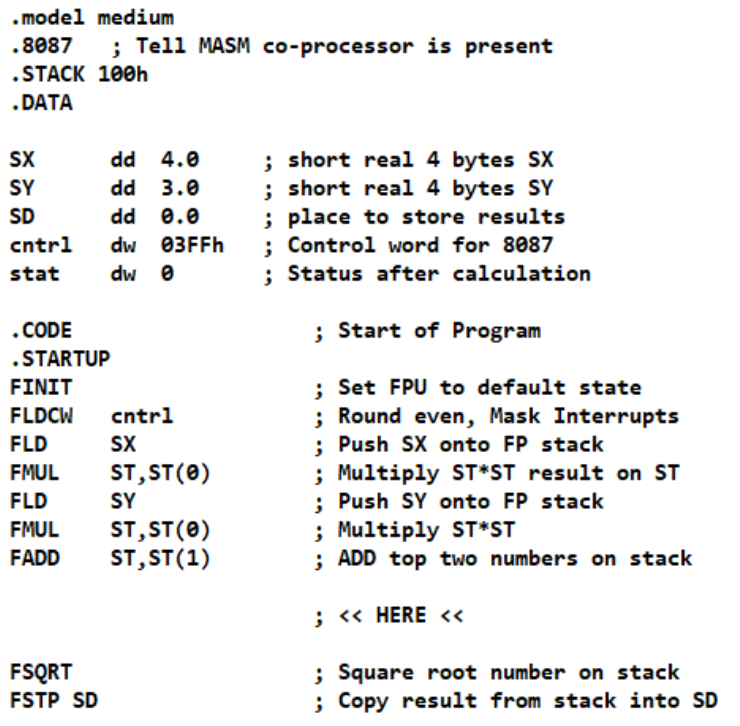 .model medium
.8087   ; Tell MASM co-processor is present
.STACK 100h
.DATA
SX      dd  4.0     ; short real 4 bytes SX
SY      dd  3.0     ; short real 4 bytes SY
SD      dd  0.0     ; place to store results
cntrl   dw  03FFh   ; Control word for 8087
stat    dw  0       ; Status after calculation
.CODE                   ; Start of Program
.STARTUP
FINIT                   ; Set FPU to default state
FLDCW   cntrl           ; Round even, Mask Interrupts
FLD     SX              ; Push SX onto FP stack
FMUL    ST,ST(0)        ; Multiply ST*ST result on ST
FLD     SY              ; Push SY onto FP stack
FMUL    ST,ST(0)        ; Multiply ST*ST
FADD    ST,ST(1)        ; ADD top two numbers on stack
                        ; << HERE <<
FSQRT                   ; Square root number on stack
FSTP SD                 ; Copy result from stack into SD